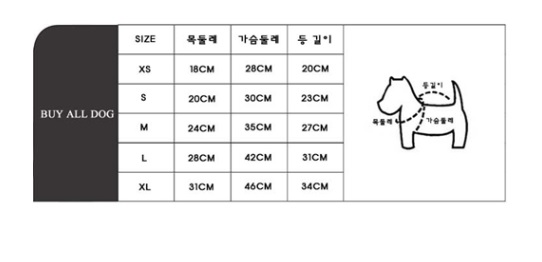 BUY ALL DOG
SIZE 목둘레 가슴둘레 등 길이
XS 18CM 28CM 20CM
S 20CM 30CM 23CM
M 24CM 35CM 27CM
L 28CM 42CM 31CM
XL 31CM 46CM 34CM
등길이
목둘레
가슴둘레